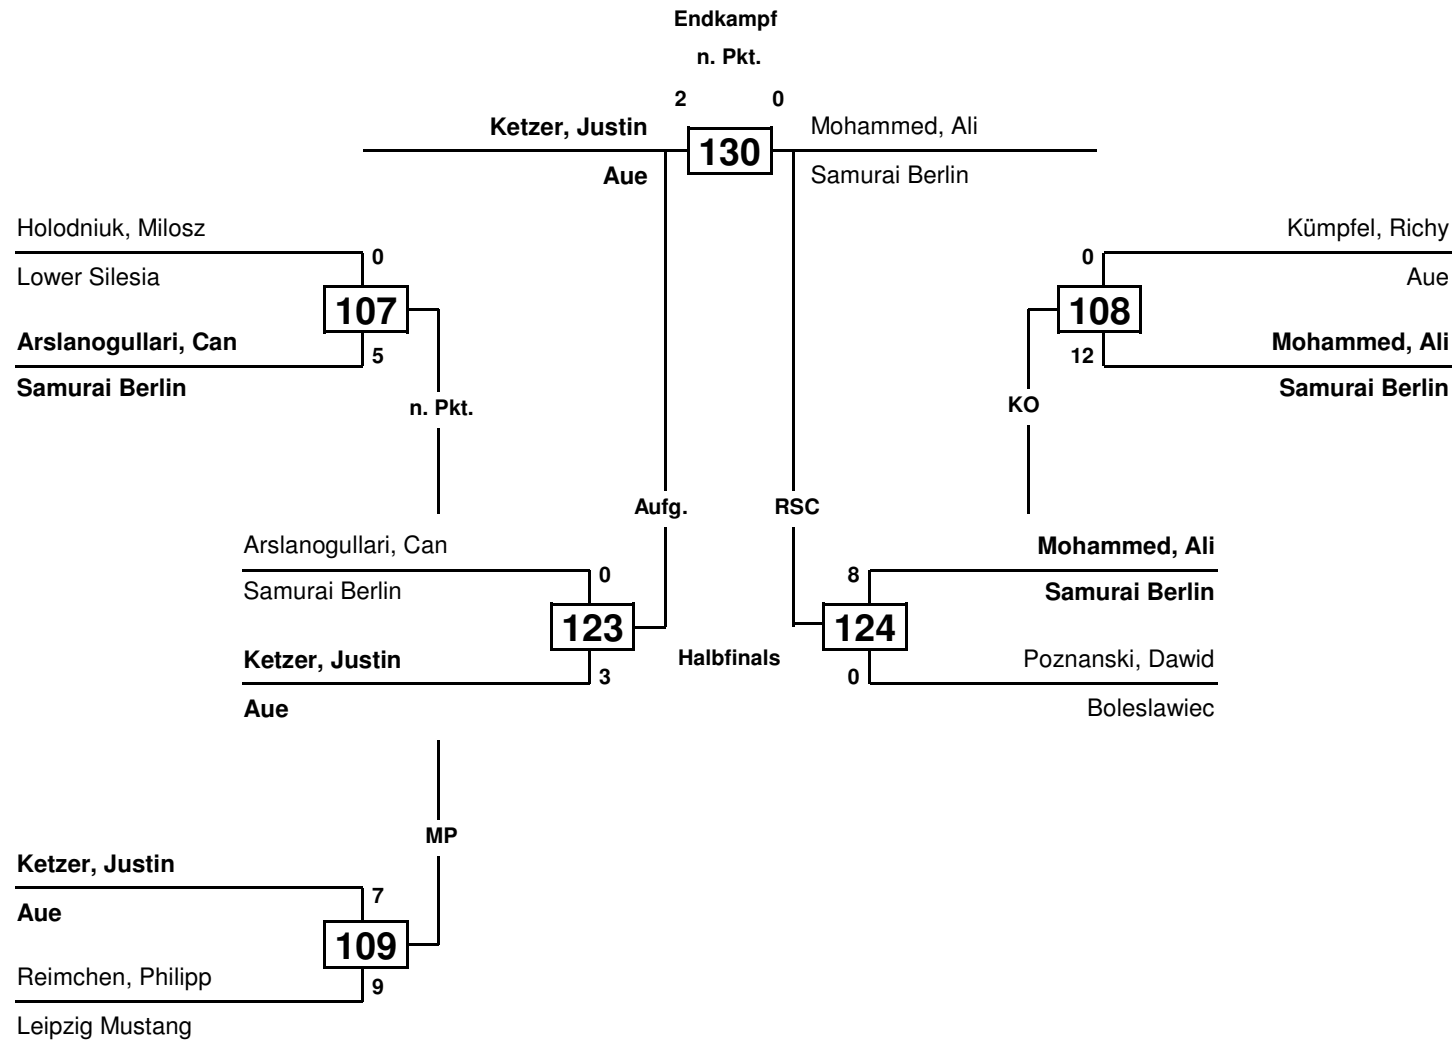 Endkampf
n. Pkt.
2 0
Ketzer, Justin 130 Mohammed, Ali
Aue Samurai Berlin
Holodniuk, Milosz
0
Lower Silesia
107
Arslanogullari, Can
5
Samurai Berlin
n. Pkt.
Kümpfel, Richy
0
Aue
108
Mohammed, Ali
12
Samurai Berlin
KO
Aufg. RSC
Arslanogullari, Can
0
Samurai Berlin
123
Ketzer, Justin
3
Aue
Halbfinals
Mohammed, Ali
8
Samurai Berlin
124
Poznanski, Dawid
0
Boleslawiec
MP
Ketzer, Justin
7
Aue
109
Reimchen, Philipp
9
Leipzig Mustang